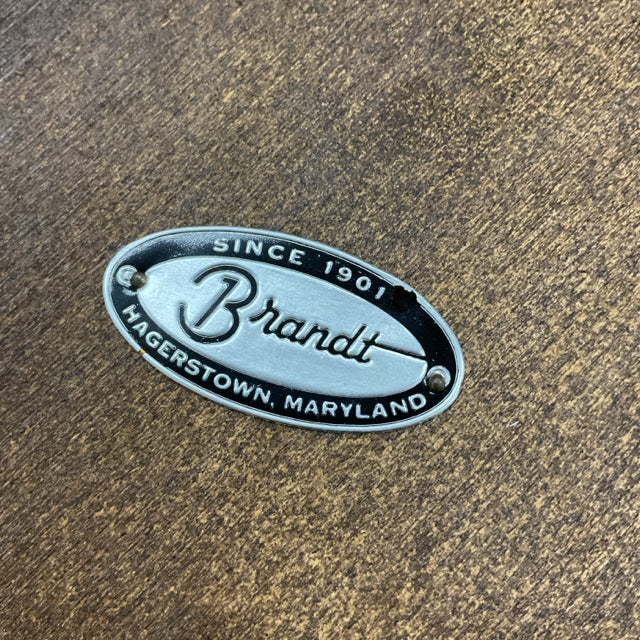 SINCE 1901
Brandt
HAGERSTOWN, MARYLAND